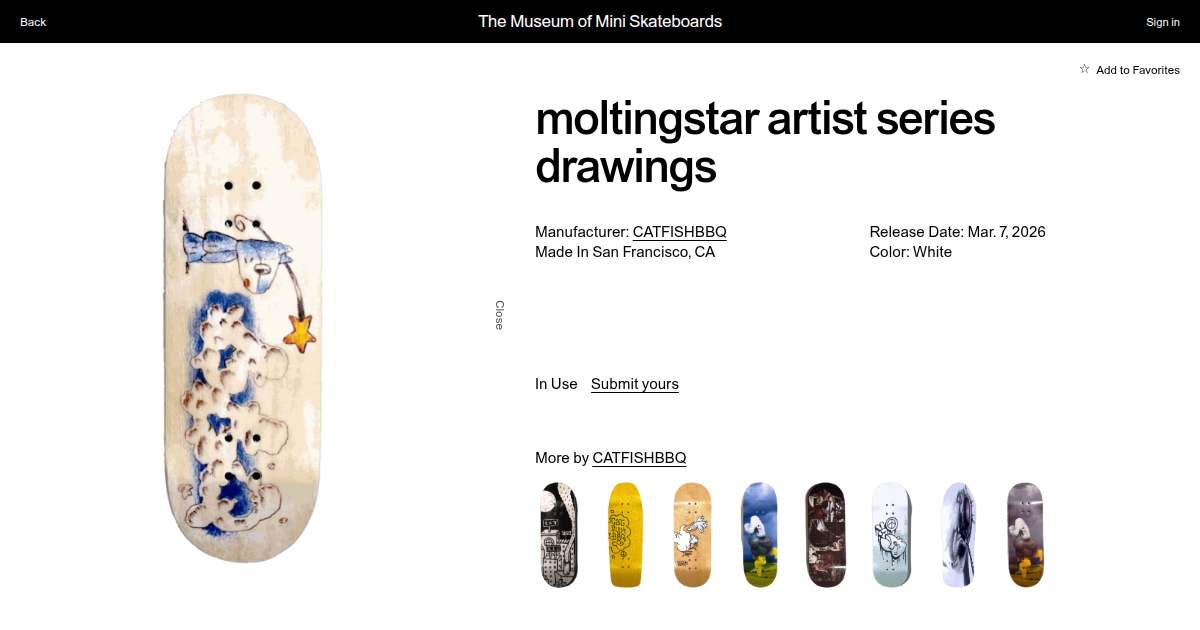 Back
The Museum of Mini Skateboards
Sign in
☆ Add to Favorites
moltingstar artist series
drawings
Manufacturer: CATFISHBBQ
Made In San Francisco, CA
Release Date: Mar. 7, 2026
Color: White
Close
In Use Submit yours
More by CATFISHBBQ